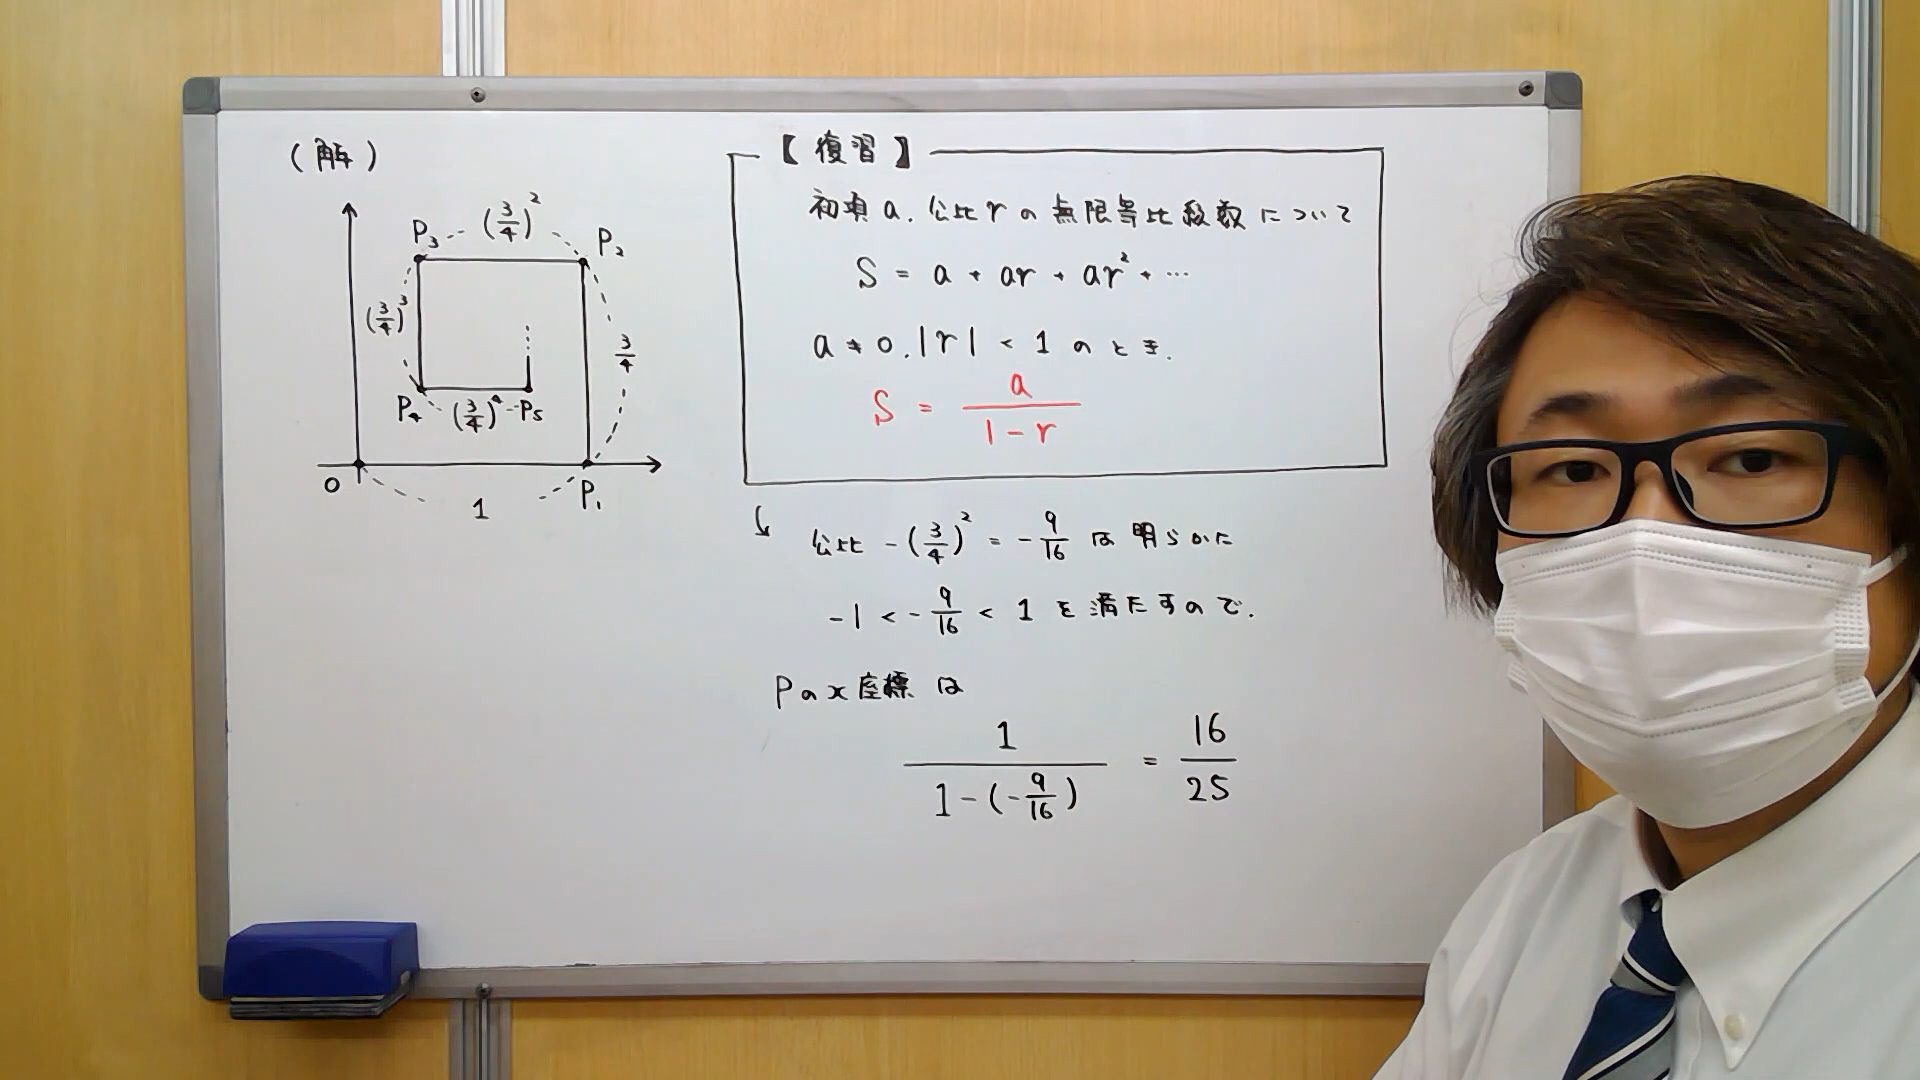 (解)
P₃ (3/4)² P₂
(3/4)³
3/4
P₄ (3/4)⁴ P₅
O 1 P₁
【復習】
初項a.公比rの無限等比級数について
S = a + ar + ar² + …
a≠0.|r| < 1 のとき.
S = a/(1-r)
↳ 公比 -(3/4)² = -9/16 は 明らかに
-1 < -9/16 < 1 を満たすので.
Pのx座標は
1/(1-(-9/16)) = 16/25